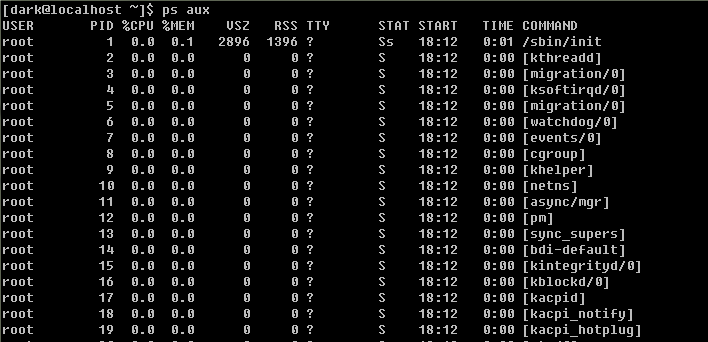 [dark@localhost ~]$ ps aux
USER PID %CPU %MEM VSZ RSS TTY STAT START TIME COMMAND
root 1 0.0 0.1 2896 1396 ? Ss 18:12 0:01 /sbin/init
root 2 0.0 0.0 0 0 ? S 18:12 0:00 [kthreadd]
root 3 0.0 0.0 0 0 ? S 18:12 0:00 [migration/0]
root 4 0.0 0.0 0 0 ? S 18:12 0:00 [ksoftirqd/0]
root 5 0.0 0.0 0 0 ? S 18:12 0:00 [migration/0]
root 6 0.0 0.0 0 0 ? S 18:12 0:00 [watchdog/0]
root 7 0.0 0.0 0 0 ? S 18:12 0:00 [events/0]
root 8 0.0 0.0 0 0 ? S 18:12 0:00 [cgroup]
root 9 0.0 0.0 0 0 ? S 18:12 0:00 [khelper]
root 10 0.0 0.0 0 0 ? S 18:12 0:00 [netns]
root 11 0.0 0.0 0 0 ? S 18:12 0:00 [async/mgr]
root 12 0.0 0.0 0 0 ? S 18:12 0:00 [pm]
root 13 0.0 0.0 0 0 ? S 18:12 0:00 [sync_supers]
root 14 0.0 0.0 0 0 ? S 18:12 0:00 [bdi-default]
root 15 0.0 0.0 0 0 ? S 18:12 0:00 [kintegrityd/0]
root 16 0.0 0.0 0 0 ? S 18:12 0:00 [kblockd/0]
root 17 0.0 0.0 0 0 ? S 18:12 0:00 [kacpid]
root 18 0.0 0.0 0 0 ? S 18:12 0:00 [kacpi_notify]
root 19 0.0 0.0 0 0 ? S 18:12 0:00 [kacpi_hotplug]